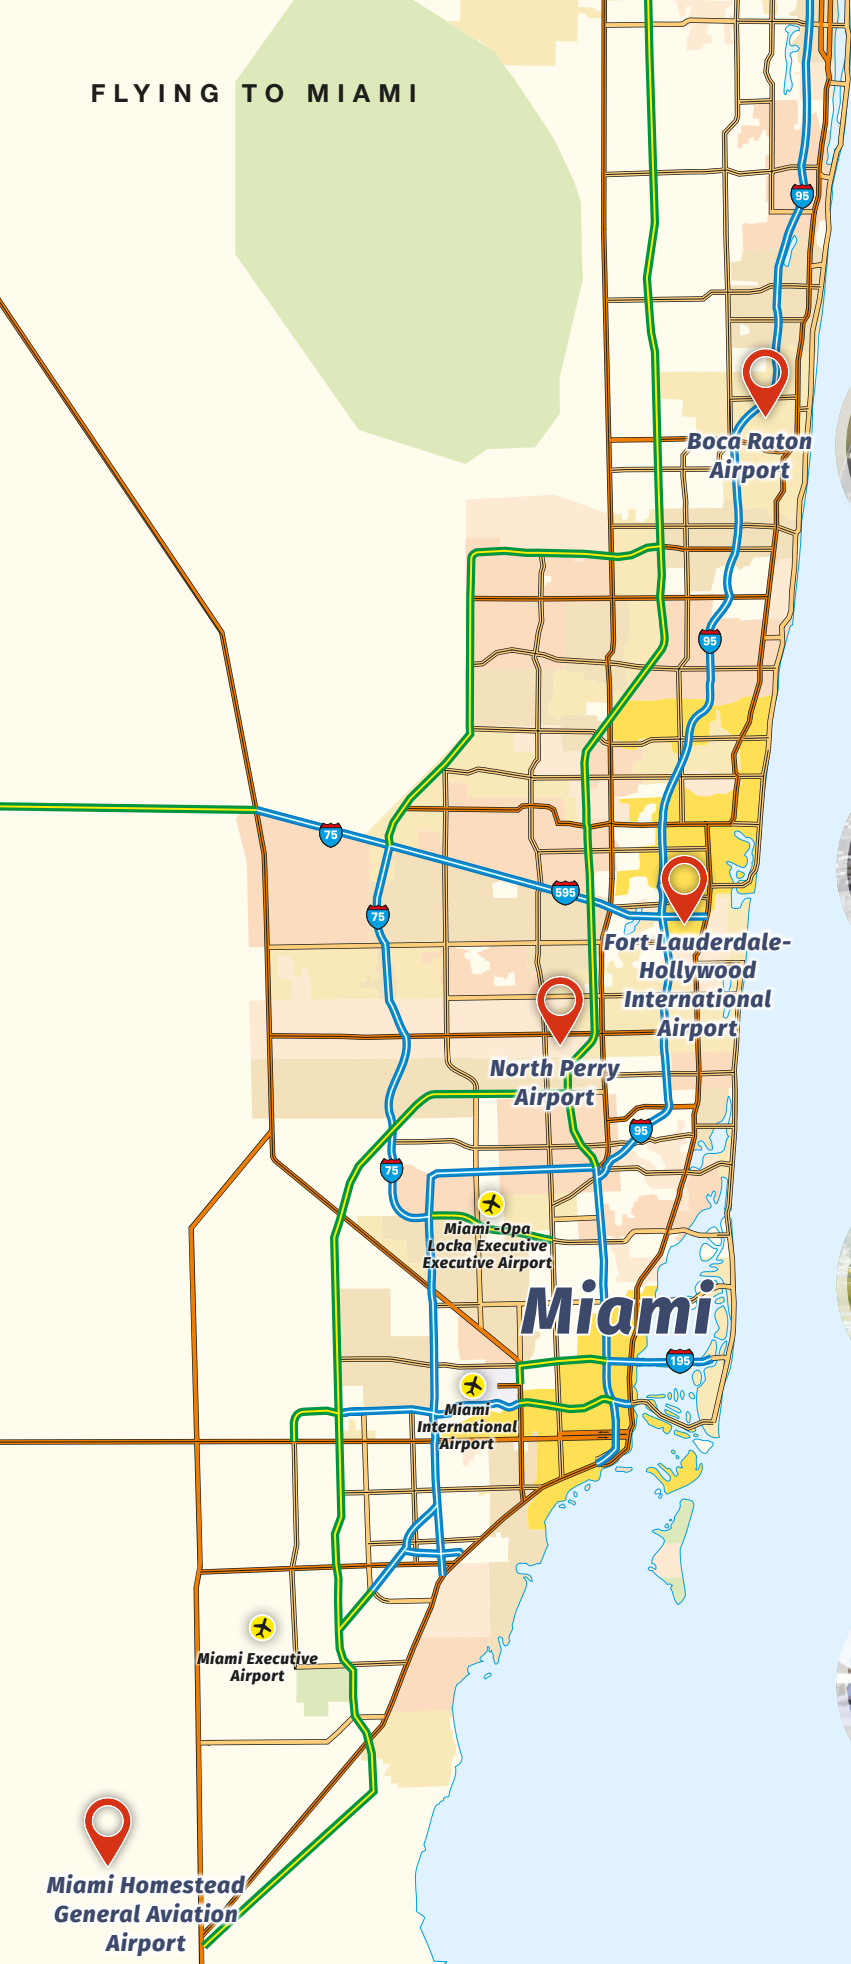 FLYING TO MIAMI
95
Boca Raton
Airport
95
75
595
75
Fort Lauderdale-
Hollywood
International
Airport
North Perry
Airport
95
75
Miami -Opa
Locka Executive
Executive Airport
Miami
195
Miami
International
Airport
Miami Executive
Airport
Miami Homestead
General Aviation
Airport